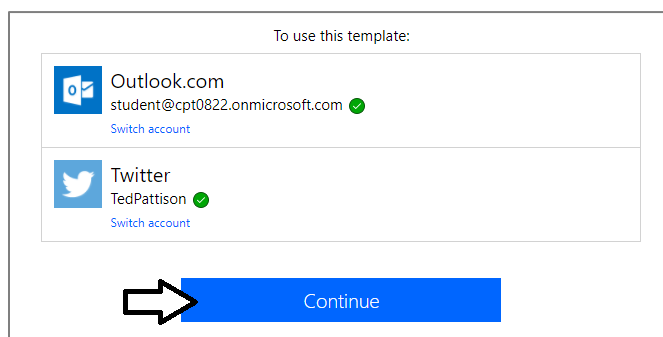 To use this template:
Outlook.com
student@cpt0822.onmicrosoft.com
Switch account
Twitter
TedPattison
Switch account
Continue